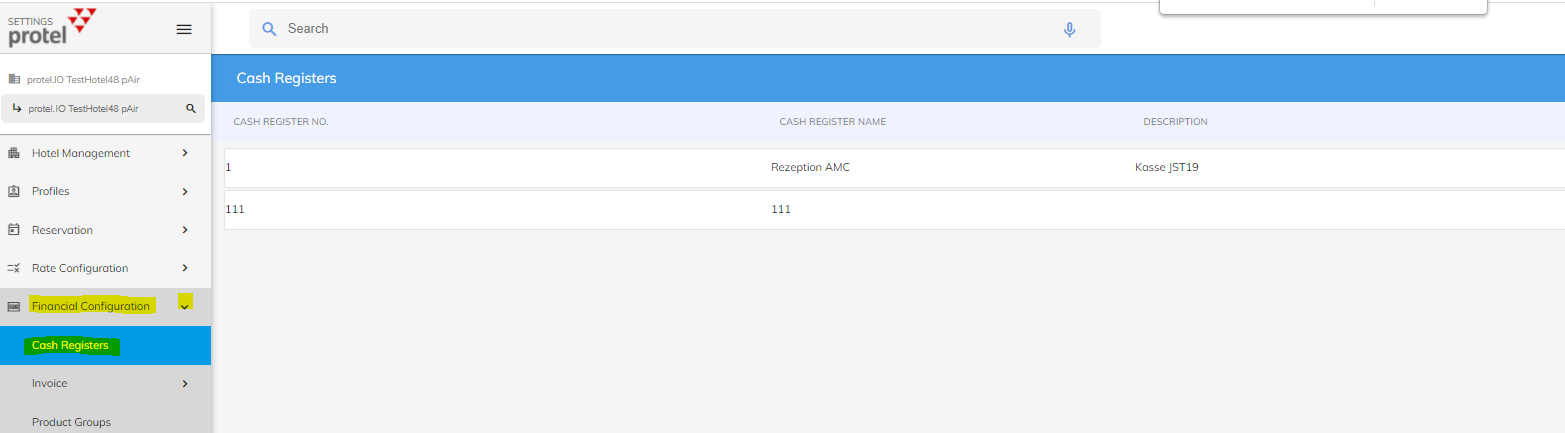 SETTINGS
protel
Search
protel.IO TestHotel48 pAir
protel.IO TestHotel48 pAir
Cash Registers
CASH REGISTER NO. CASH REGISTER NAME DESCRIPTION
1 Rezeption AMC Kasse JST19
111 111
Hotel Management
Profiles
Reservation
Rate Configuration
Financial Configuration
Cash Registers
Invoice
Product Groups